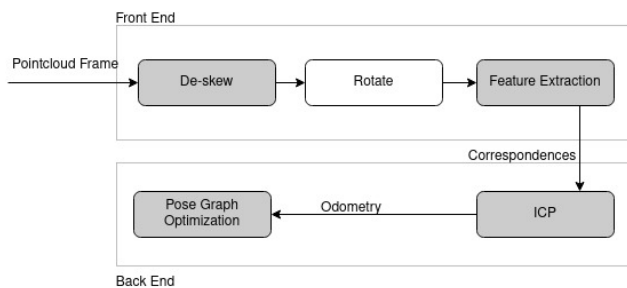 Front End
Pointcloud Frame
De-skew
Rotate
Feature Extraction
Correspondences
Pose Graph
Optimization
Odometry
ICP
Back End